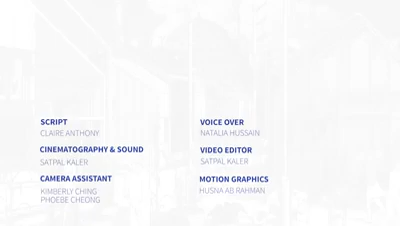 SCRIPT
CLAIRE ANTHONY
CINEMATOGRAPHY & SOUND
SATPAL KALER
CAMERA ASSISTANT
KIMBERLY CHING
PHOEBE CHEONG
VOICE OVER
NATALIA HUSSAIN
VIDEO EDITOR
SATPAL KALER
MOTION GRAPHICS
HUSNA AB RAHMAN